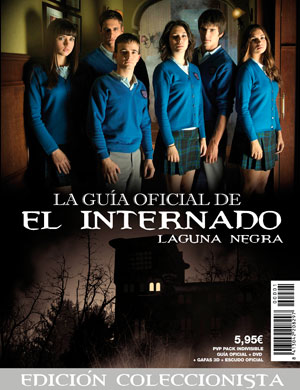 LA GUÍA OFICIAL DE
EL INTERNADO
LAGUNA NEGRA
5,95€
PVP PACK INDIVISIBLE
GUÍA OFICIAL + DVD
+ GAFAS 3D + ESCUDO OFICIAL
00001
EDICIÓN COLECCIONISTA